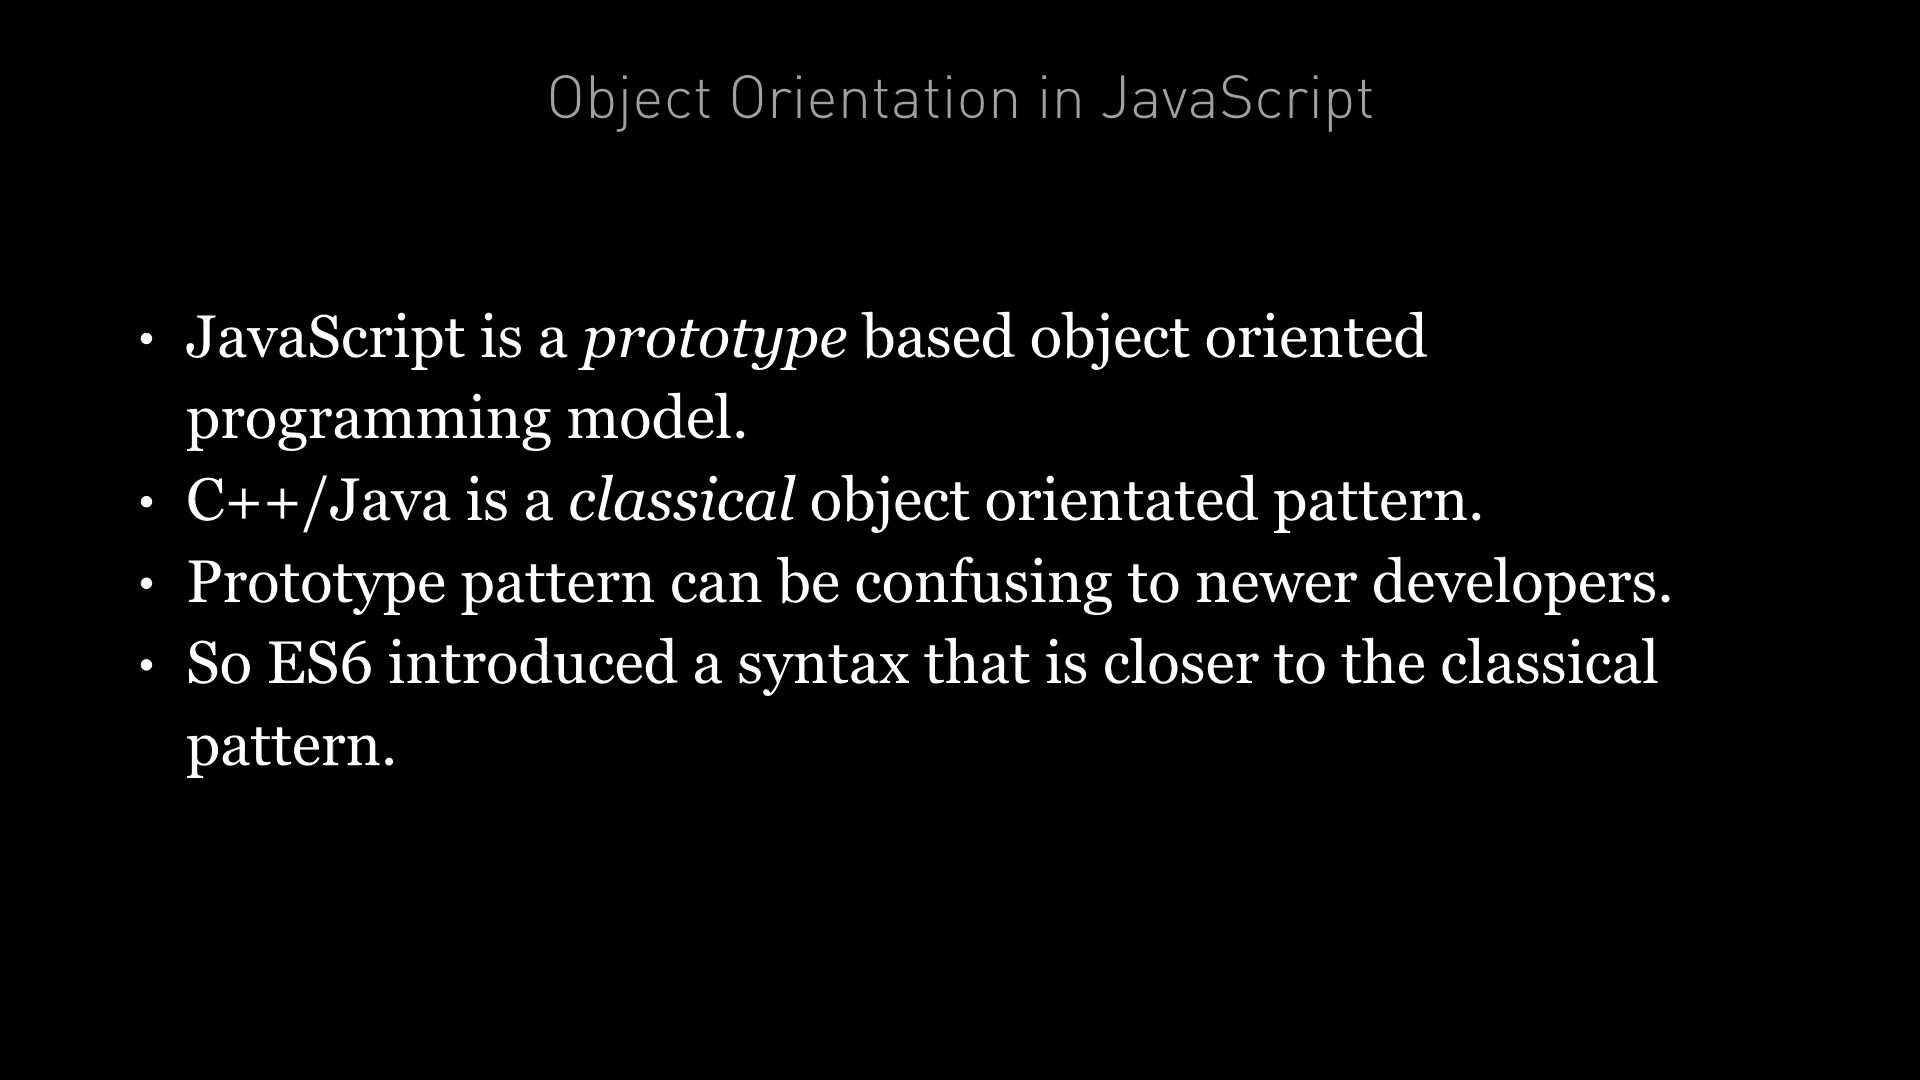 Object Orientation in JavaScript
• JavaScript is a prototype based object oriented
programming model.
• C++/Java is a classical object orientated pattern.
• Prototype pattern can be confusing to newer developers.
• So ES6 introduced a syntax that is closer to the classical
pattern.